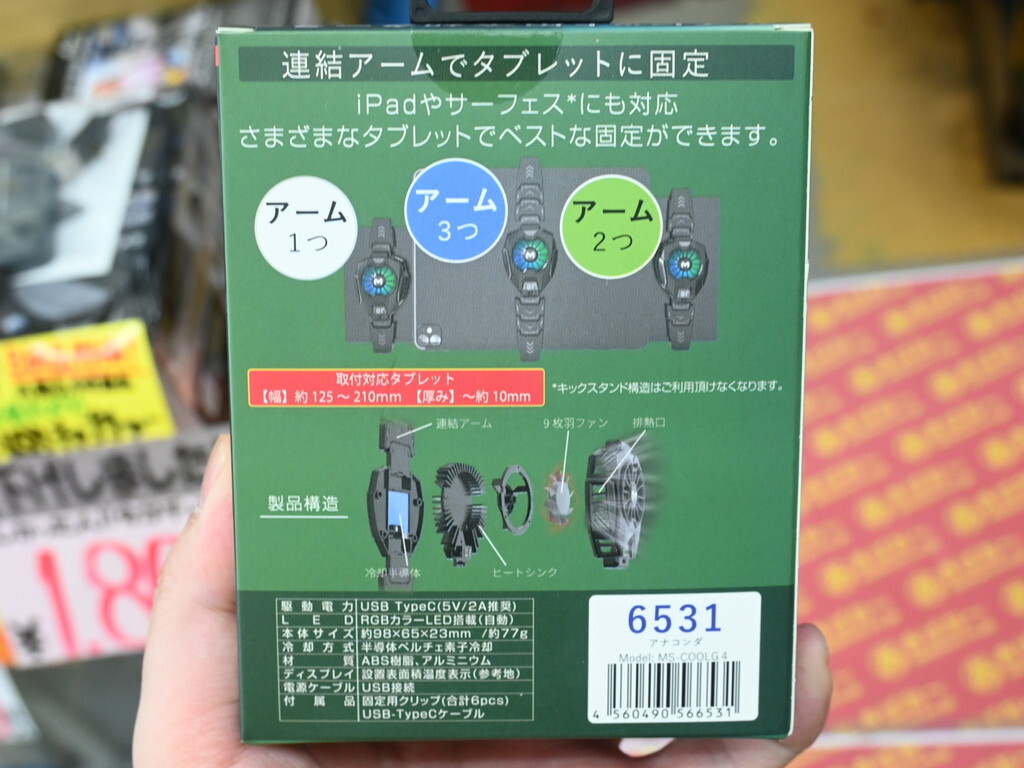 連結アームでタブレットに固定
iPadやサーフェス*にも対応
さまざまなタブレットでベストな固定ができます。
アーム
1つ
アーム
3つ
アーム
2つ
取付対応タブレット
【幅】約125～210mm 【厚み】～約10mm
*キックスタンド構造はご利用頂けなくなります。
連結アーム
9枚羽ファン
排熱口
製品構造
冷却半導体
ヒートシンク
駆動電力 USB TypeC(5V/2A推奨)
LED RGBカラーLED搭載(自動)
本体サイズ 約98×65×23mm /約77g
冷却方式 半導体ペルチェ素子冷却
材質 ABS樹脂、アルミニウム
ディスプレイ 設置表面積温度表示(参考地)
電源ケーブル USB接続
付属品 固定用クリップ(合計6pcs)
USB-TypeCケーブル
6531
アナコンダ
Model: MS-COOLG4
4 560490 566531
付しました
¥1.8